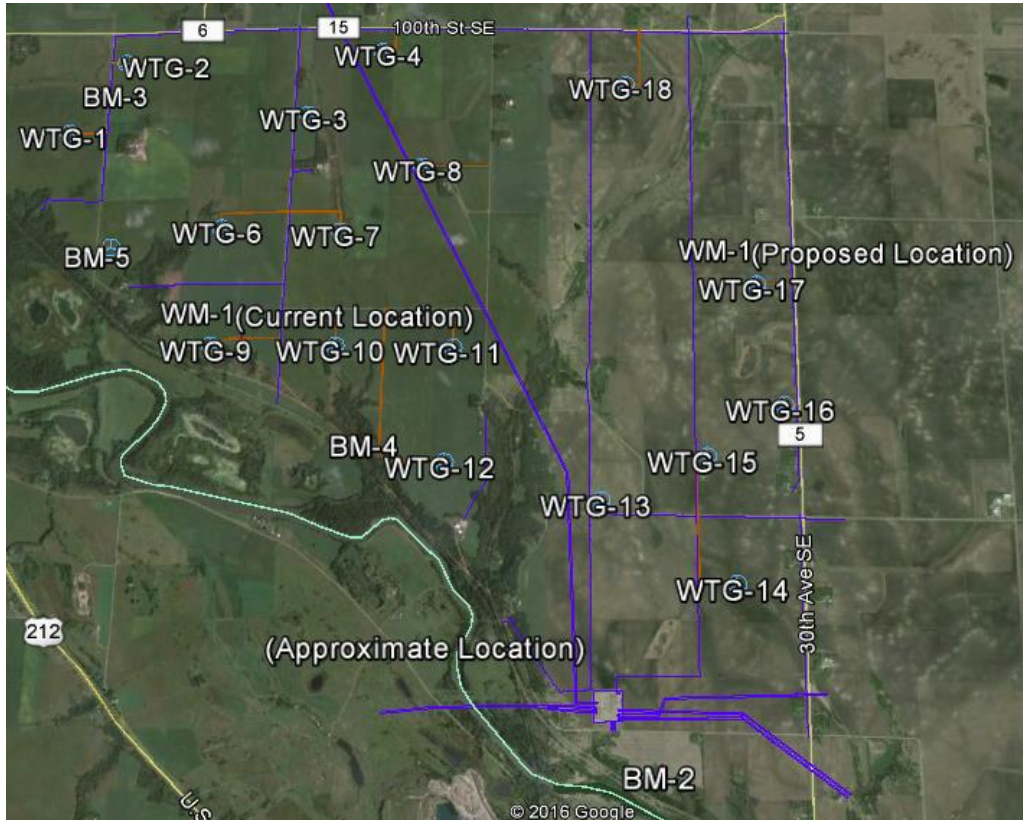 6
15
100th St SE
WTG-2
WTG-4
BM-3
WTG-18
WTG-1
WTG-3
WTG-8
WTG-6
WTG-7
BM-5
WM-1(Proposed Location)
WTG-17
WM-1(Current Location)
WTG-9
WTG-10
WTG-11
WTG-16
5
BM-4
WTG-12
WTG-15
WTG-13
30th Ave SE
WTG-14
212
(Approximate Location)
BM-2
U.S
© 2016 Google